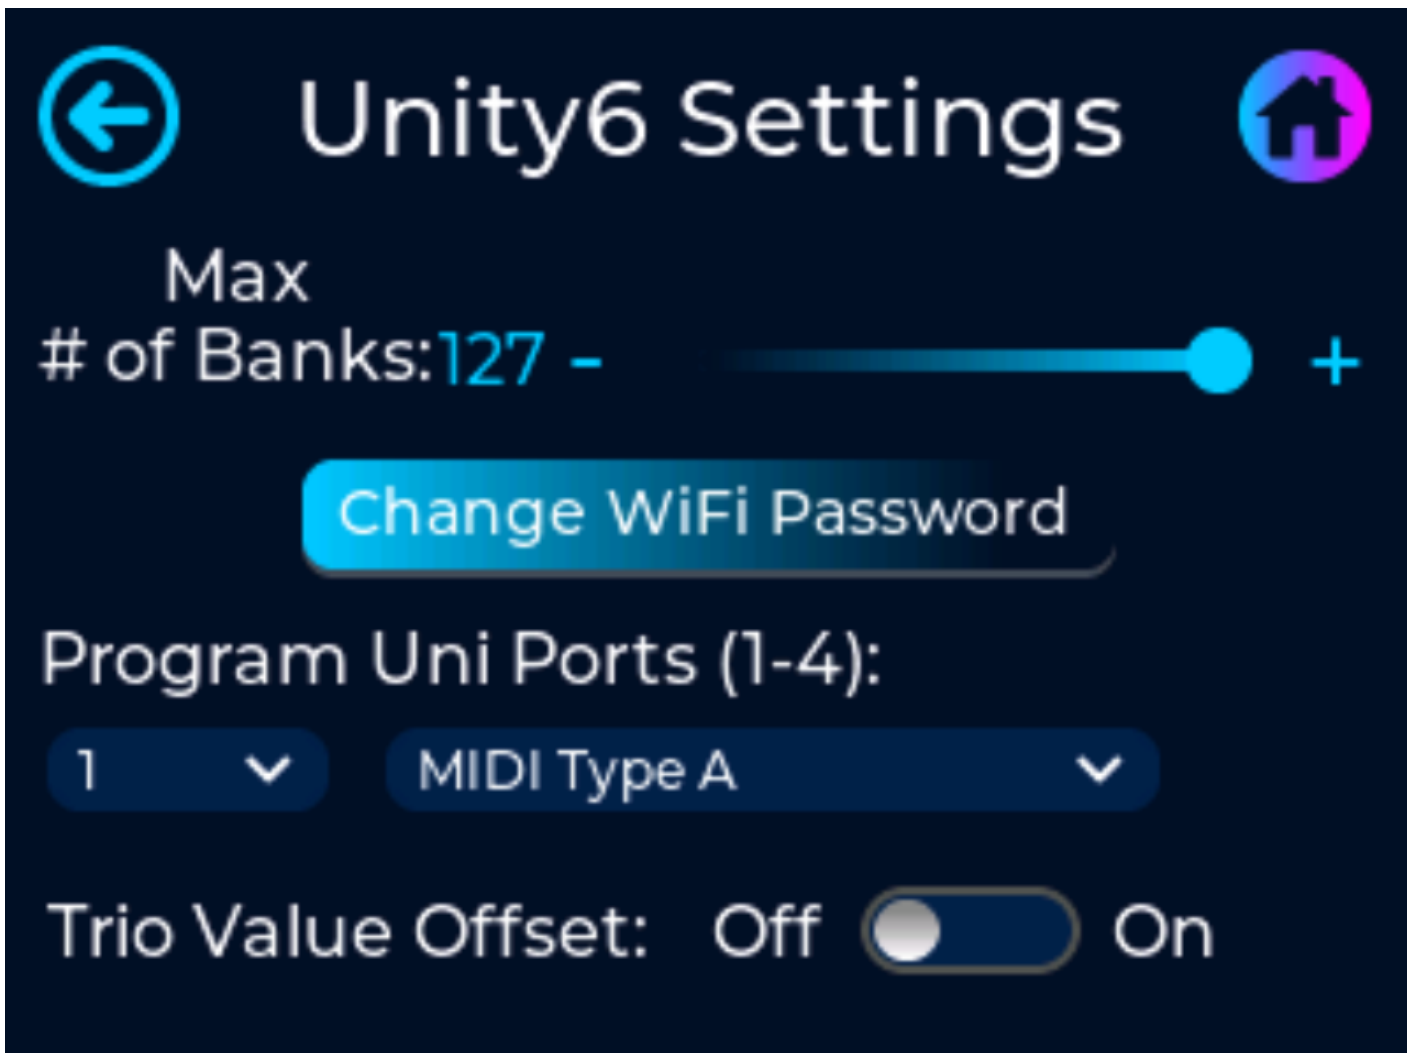 Unity6 Settings
Max
# of Banks: 127 - +
Change WiFi Password
Program Uni Ports (1-4):
1 MIDI Type A
Trio Value Offset: Off On